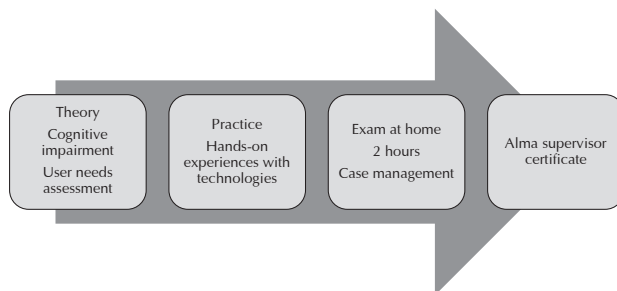 Theory
Cognitive
impairment
User needs
assessment
Practice
Hands-on
experiences with
technologies
Exam at home
2 hours
Case management
Alma supervisor
certificate